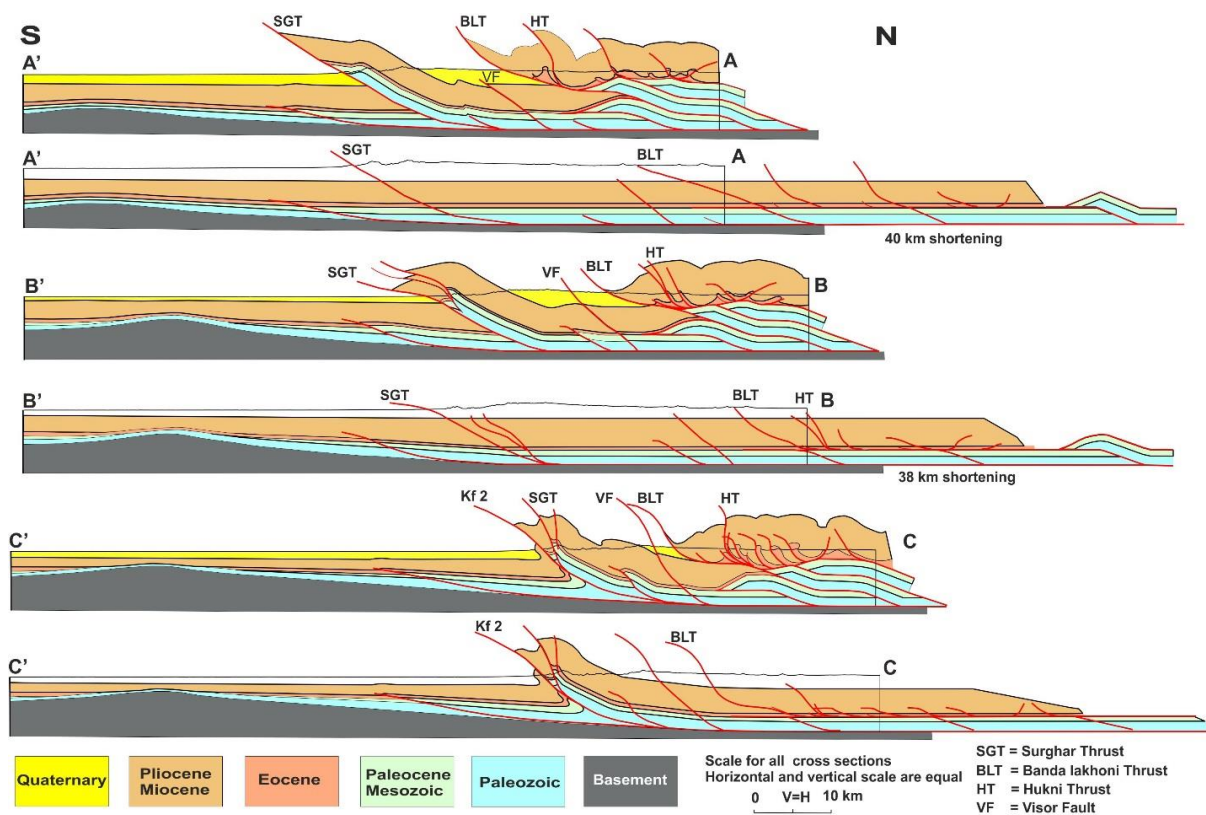 S
N
SGT
BLT
HT
A'
A
VF
A'
SGT
BLT
A
40 km shortening
B'
SGT
VF
BLT
HT
B
B'
SGT
BLT
HT
B
38 km shortening
Kf 2
SGT
VF
BLT
HT
C'
C
Kf 2
BLT
C'
C
Quaternary
Pliocene
Miocene
Eocene
Paleocene
Mesozoic
Paleozoic
Basement
Scale for all cross sections
Horizontal and vertical scale are equal
0 V=H 10 km
SGT = Surghar Thrust
BLT = Banda lakhoni Thrust
HT = Hukni Thrust
VF = Visor Fault